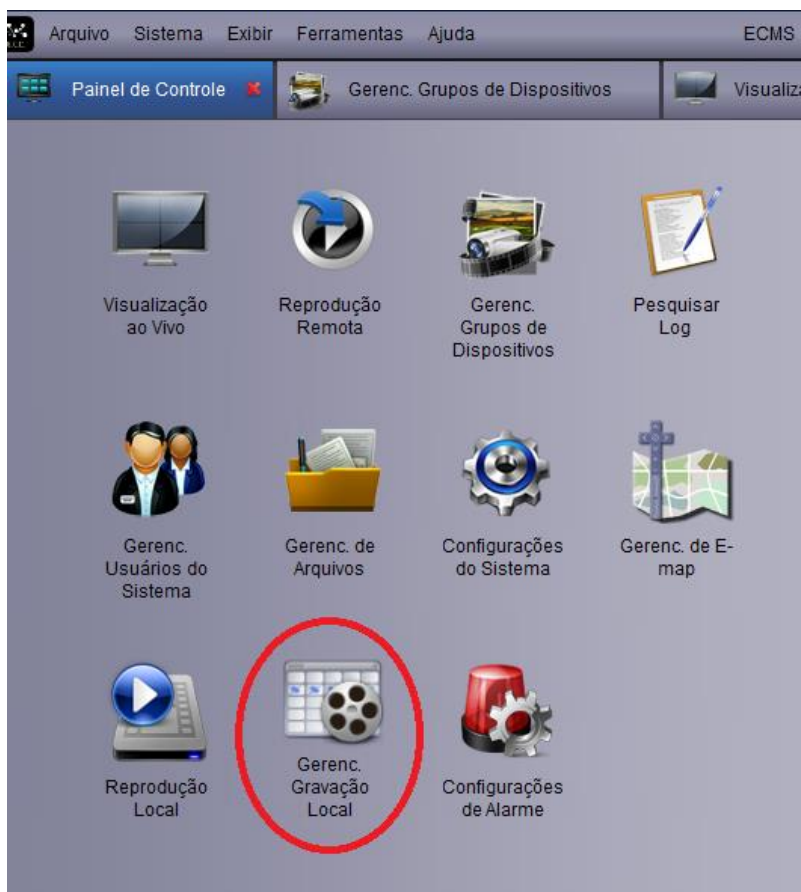 Arquivo Sistema Exibir Ferramentas Ajuda ECMS
Painel de Controle Gerenc. Grupos de Dispositivos Visualiza
Visualização
ao Vivo
Reprodução
Remota
Gerenc.
Grupos de
Dispositivos
Pesquisar
Log
Gerenc.
Usuários do
Sistema
Gerenc. de
Arquivos
Configurações
do Sistema
Gerenc. de E-
map
Reprodução
Local
Gerenc.
Gravação
Local
Configurações
de Alarme